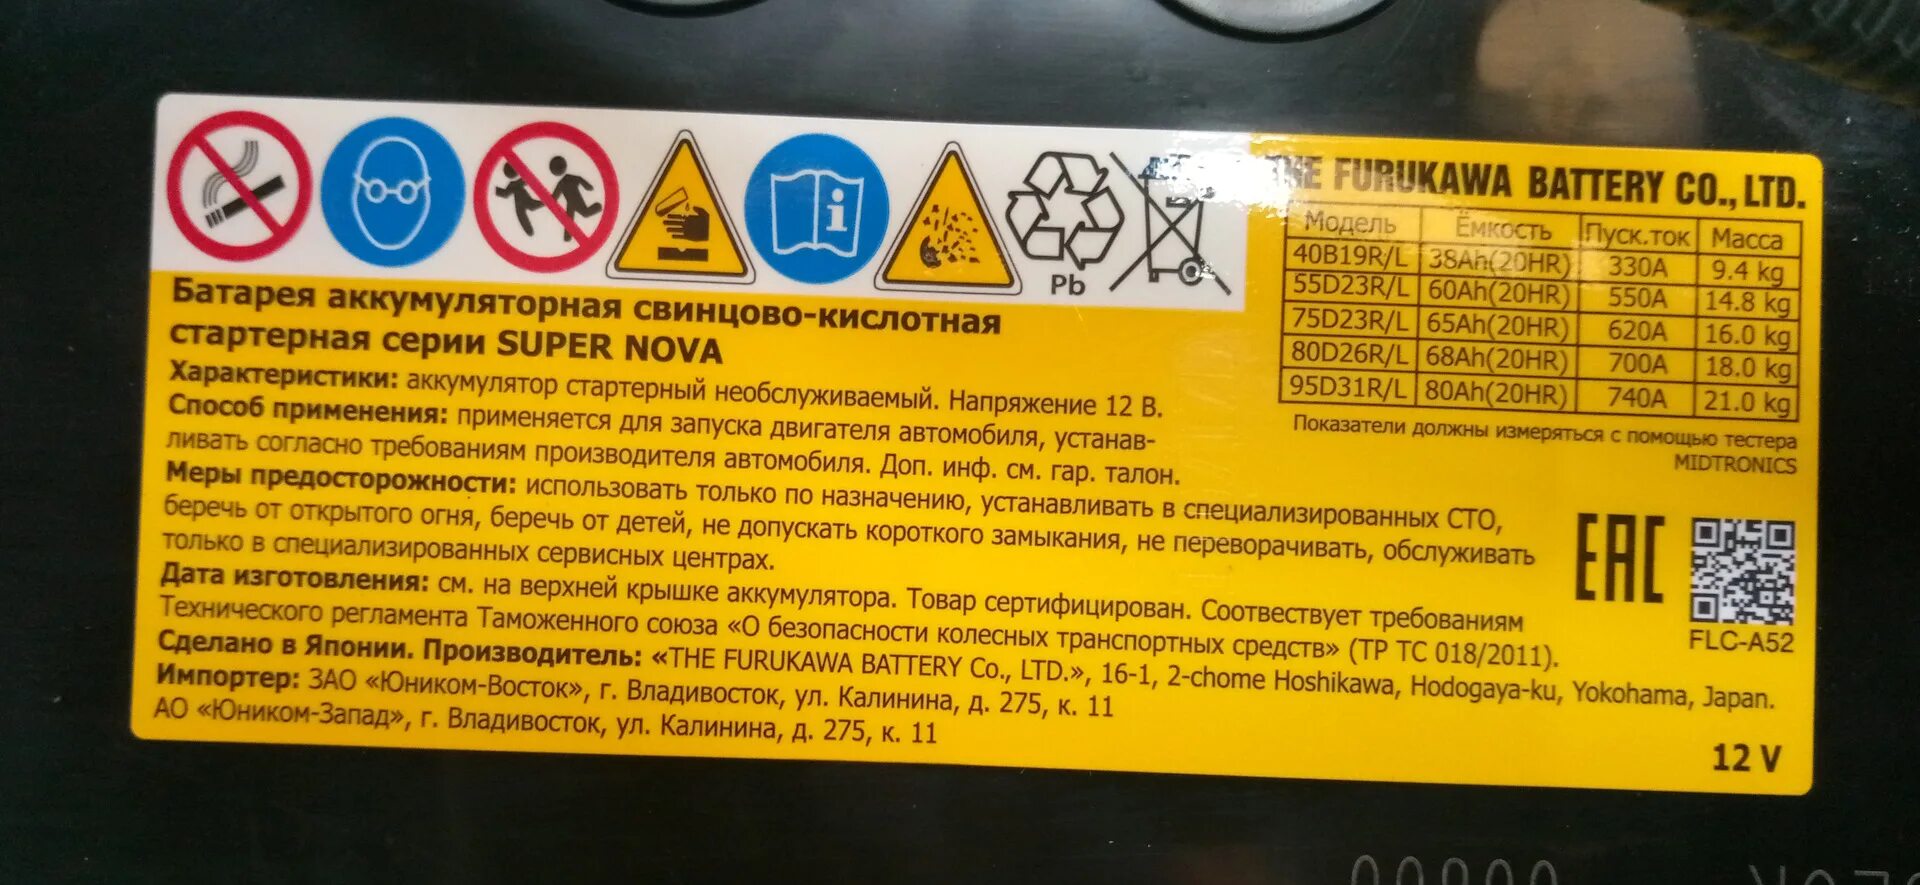 Pb
THE FURUKAWA BATTERY CO., LTD.
Модель Ёмкость Пуск.ток Масса
40B19R/L 38Ah(20HR) 330A 9.4 kg
55D23R/L 60Ah(20HR) 550A 14.8 kg
75D23R/L 65Ah(20HR) 620A 16.0 kg
80D26R/L 68Ah(20HR) 700A 18.0 kg
95D31R/L 80Ah(20HR) 740A 21.0 kg
Показатели должны измеряться с помощью тестера
MIDTRONICS
Батарея аккумуляторная свинцово-кислотная
стартерная серии SUPER NOVA
Характеристики: аккумулятор стартерный необслуживаемый. Напряжение 12 В.
Способ применения: применяется для запуска двигателя автомобиля, устанав-
ливать согласно требованиям производителя автомобиля. Доп. инф. см. гар. талон.
Меры предосторожности: использовать только по назначению, устанавливать в специализированных СТО,
беречь от открытого огня, беречь от детей, не допускать короткого замыкания, не переворачивать, обслуживать
только в специализированных сервисных центрах.
Дата изготовления: см. на верхней крышке аккумулятора. Товар сертифицирован. Соотвествует требованиям
Технического регламента Таможенного союза «О безопасности колесных транспортных средств» (ТР ТС 018/2011).
Сделано в Японии. Производитель: «THE FURUKAWA BATTERY Co., LTD.», 16-1, 2-chome Hoshikawa, Hodogaya-ku, Yokohama, Japan.
Импортер: ЗАО «Юником-Восток», г. Владивосток, ул. Калинина, д. 275, к. 11
АО «Юником-Запад», г. Владивосток, ул. Калинина, д. 275, к. 11
EAC
FLC-A52
12 V